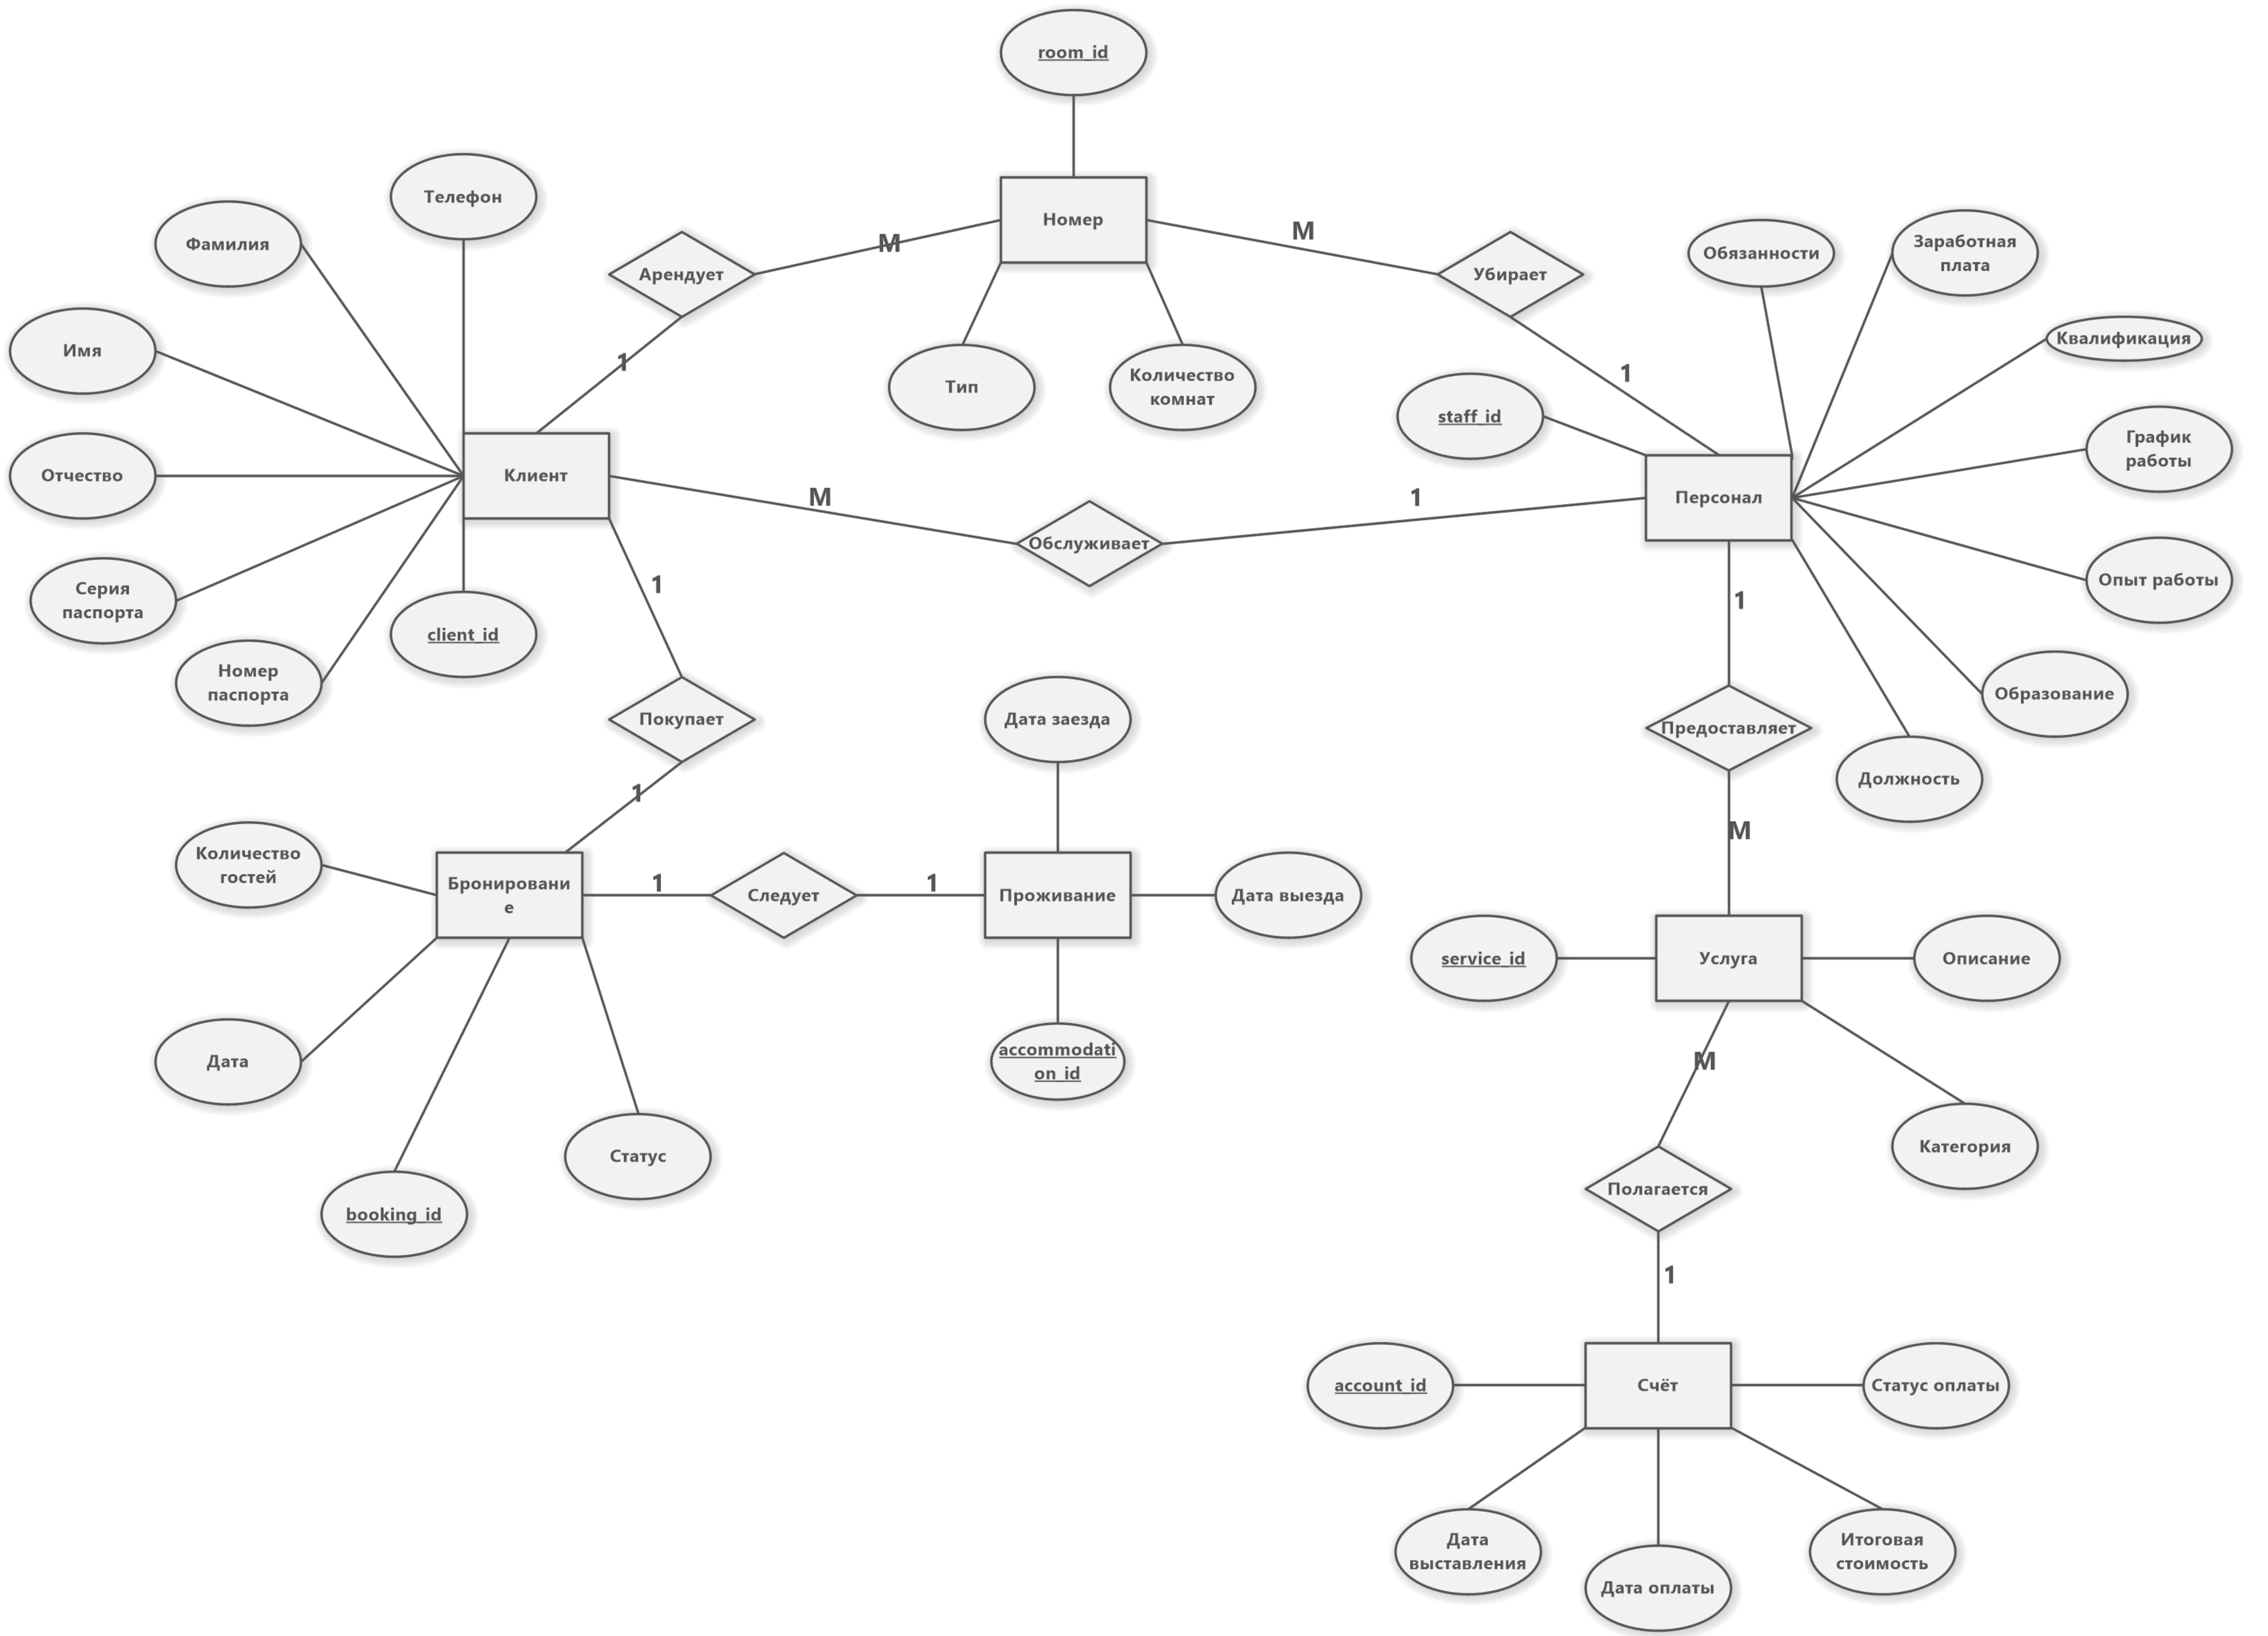 room_id
Телефон
Номер
Фамилия
Обязанности
Заработная
плата
М
М
Арендует
Убирает
Квалификация
Имя
1
1
Тип
Количество
комнат
staff_id
График
работы
Отчество
Клиент
М
1
Персонал
Обслуживает
Опыт работы
Серия
паспорта
1
1
client_id
Номер
паспорта
Образование
Покупает
Дата заезда
Предоставляет
Должность
1
М
Количество
гостей
Бронировани
е
1
Следует
1
Проживание
Дата выезда
service_id
Услуга
Описание
Дата
accommodati
on_id
М
Статус
Категория
booking_id
Полагается
1
account_id
Счёт
Статус оплаты
Дата
выставления
Дата оплаты
Итоговая
стоимость